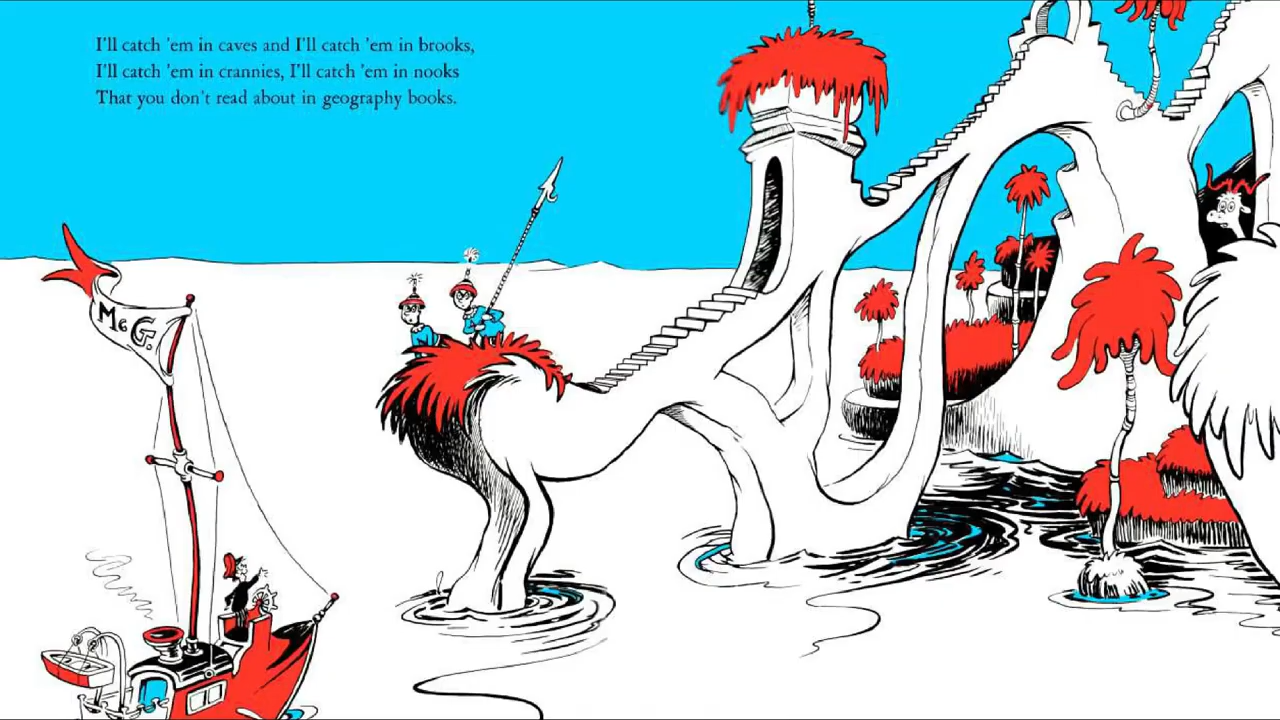 I'll catch 'em in caves and I'll catch 'em in brooks,
I'll catch 'em in crannies, I'll catch 'em in nooks
That you don't read about in geography books.
McG.